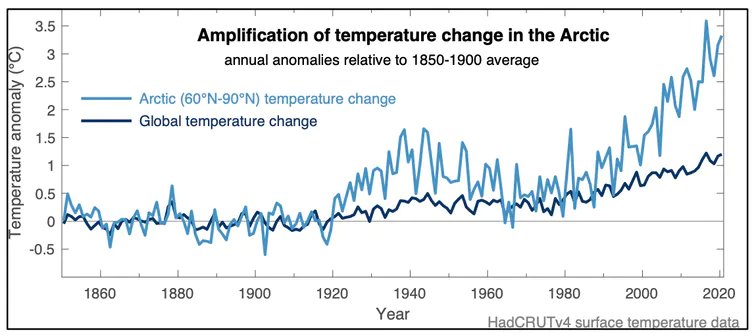 Amplification of temperature change in the Arctic
annual anomalies relative to 1850-1900 average
Arctic (60°N-90°N) temperature change
Global temperature change
Temperature anomaly (°C)
3.5
3
2.5
2
1.5
1
0.5
0
-0.5
1860 1880 1900 1920 1940 1960 1980 2000 2020
Year
HadCRUTv4 surface temperature data